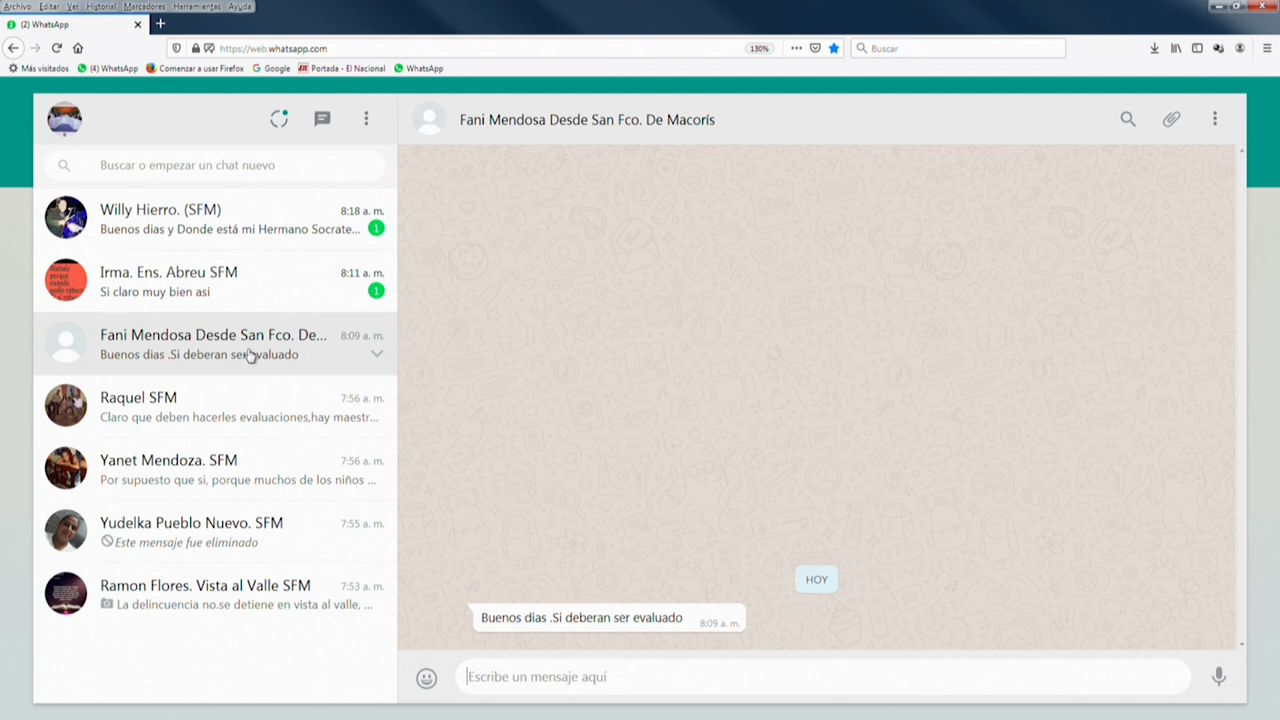 Archivo Editar Ver Historial Marcadores Herramientas Ayuda
(2) WhatsApp
https://web.whatsapp.com
130%
Buscar
Más visitados
(4) WhatsApp
Comenzar a usar Firefox
Google
Portada - El Nacional
WhatsApp
Fani Mendosa Desde San Fco. De Macorís
Buscar o empezar un chat nuevo
Willy Hierro. (SFM)
8:18 a. m.
Buenos dias y Donde está mi Hermano Socrate...
1
Irma. Ens. Abreu SFM
8:11 a. m.
Si claro muy bien asi
1
Fani Mendosa Desde San Fco. De...
8:09 a. m.
Buenos dias .Si deberan ser evaluado
Raquel SFM
7:56 a. m.
Claro que deben hacerles evaluaciones,hay maestr...
Yanet Mendoza. SFM
7:56 a. m.
Por supuesto que si, porque muchos de los niños ...
Yudelka Pueblo Nuevo. SFM
7:55 a. m.
Este mensaje fue eliminado
Ramon Flores. Vista al Valle SFM
7:53 a. m.
La delincuencia no.se detiene en vista al valle, ...
HOY
Buenos dias .Si deberan ser evaluado
8:09 a. m.
Escribe un mensaje aquí